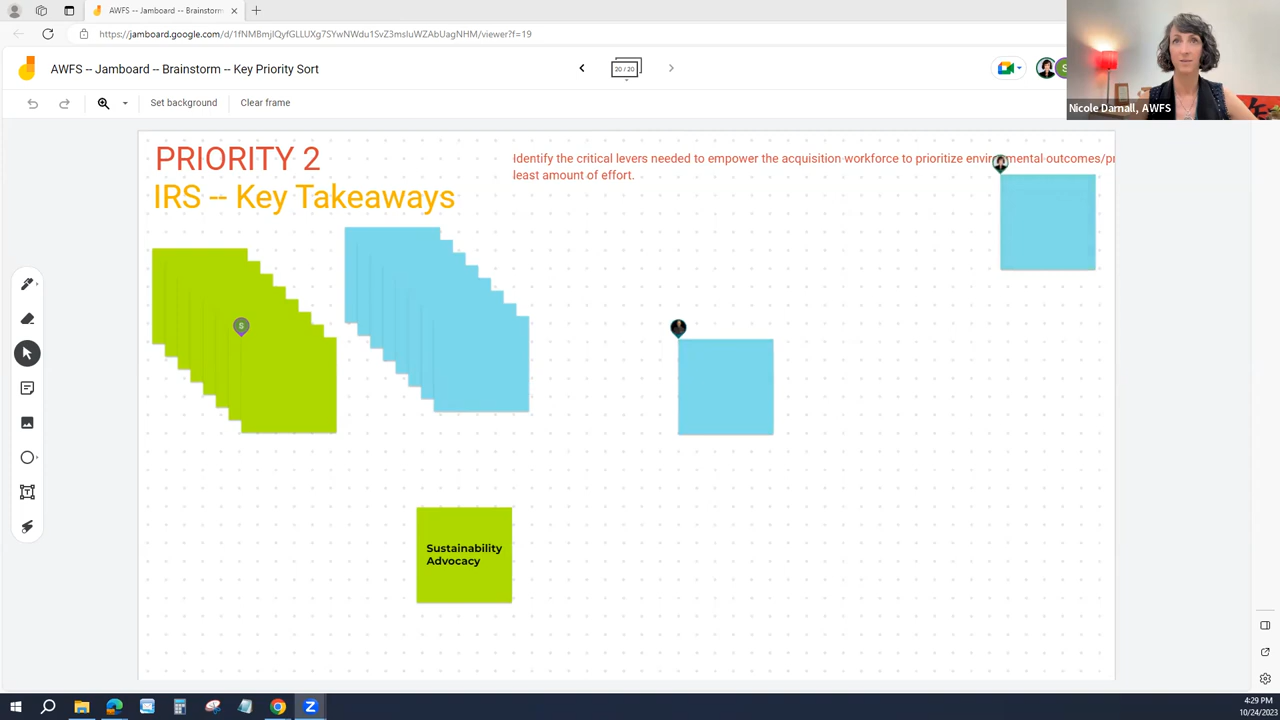 AWFS -- Jamboard -- Brainstorm
https://jamboard.google.com/d/1fNMBmjlQyfGLLUXg7SYwNWdu1SvZ3msIuWZAbUagNHM/viewer?f=19
AWFS -- Jamboard -- Brainstorm -- Key Priority Sort
20 / 20
S
Nicole Darnall, AWFS
Set background
Clear frame
PRIORITY 2
IRS -- Key Takeaways
Identify the critical levers needed to empower the acquisition workforce to prioritize outcomes/
least amount of effort.
S
Sustainability
Advocacy
4:29 PM
10/24/2023